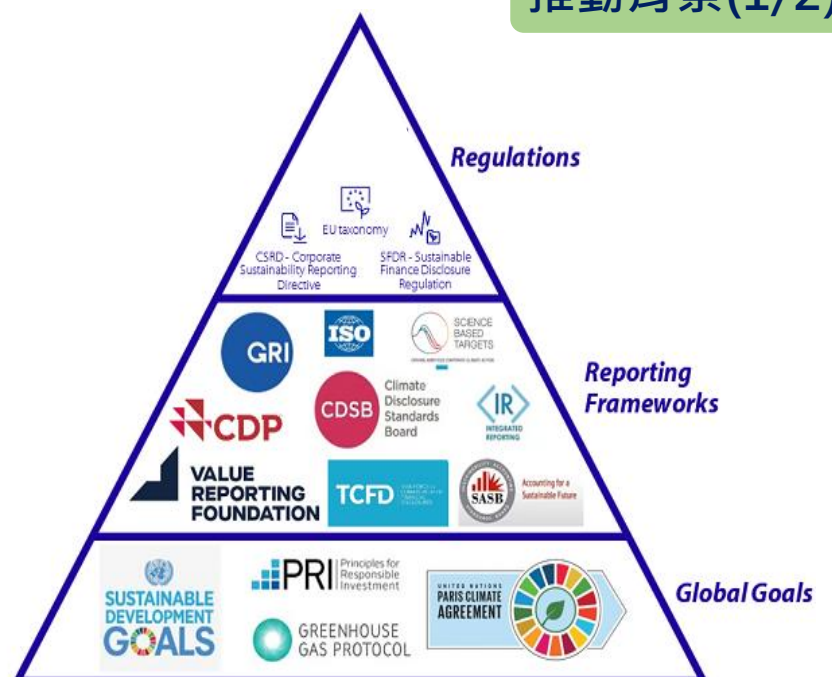 推動背景(1/2)
Regulations
EU taxonomy
CSRD - Corporate
Sustainability Reporting
Directive
SFDR - Sustainable
Finance Disclosure
Regulation
GRI
ISO
SCIENCE
BASED
TARGETS
CDP
CDSB
Climate
Disclosure
Standards
Board
<IR>
INTEGRATED
REPORTING
Reporting
Frameworks
VALUE
REPORTING
FOUNDATION
TCFD
SASB
Accounting for a
Sustainable Future
SUSTAINABLE
DEVELOPMENT
GOALS
PRI
Principles for
Responsible
Investment
GREENHOUSE
GAS PROTOCOL
UNITED NATIONS
PARIS CLIMATE
AGREEMENT
Global Goals